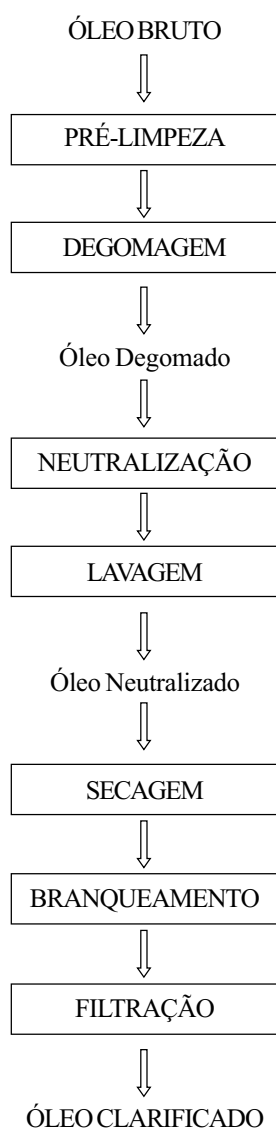 ÓLEO BRUTO
PRÉ-LIMPEZA
DEGOMAGEM
Óleo Degomado
NEUTRALIZAÇÃO
LAVAGEM
Óleo Neutralizado
SECAGEM
BRANQUEAMENTO
FILTRAÇÃO
ÓLEO CLARIFICADO